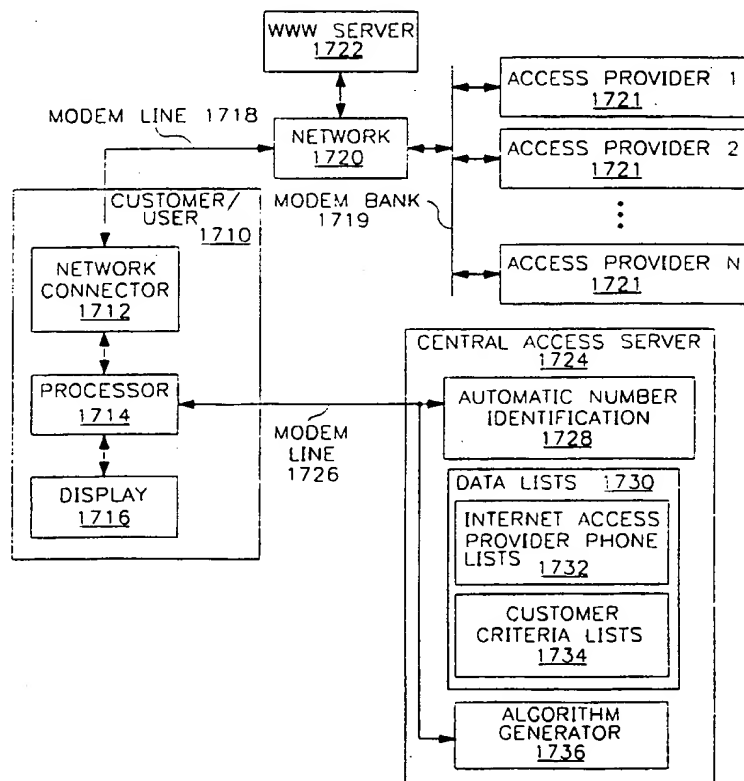 WWW SERVER
1722
MODEM LINE 1718
NETWORK
1720
ACCESS PROVIDER 1
1721
ACCESS PROVIDER 2
1721
MODEM BANK
1719
ACCESS PROVIDER N
1721
CUSTOMER/
USER 1710
NETWORK
CONNECTOR
1712
PROCESSOR
1714
DISPLAY
1716
MODEM
LINE
1726
CENTRAL ACCESS SERVER
1724
AUTOMATIC NUMBER
IDENTIFICATION
1728
DATA LISTS 1730
INTERNET ACCESS
PROVIDER PHONE
LISTS 1732
CUSTOMER
CRITERIA LISTS
1734
ALGORITHM
GENERATOR
1736